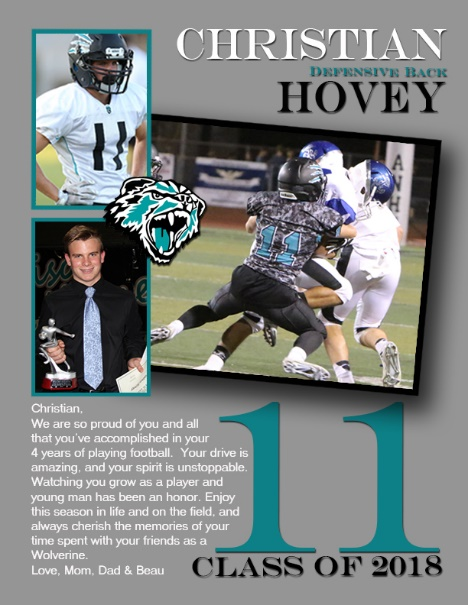 CHRISTIAN
DEFENSIVE BACK
HOVEY
11
11
Christian,
We are so proud of you and all
that you've accomplished in your
4 years of playing football. Your drive is
amazing, and your spirit is unstoppable.
Watching you grow as a player and
young man has been an honor. Enjoy
this season in life and on the field, and
always cherish the memories of your
time spent with your friends as a
Wolverine.
Love, Mom, Dad & Beau
11
CLASS OF 2018